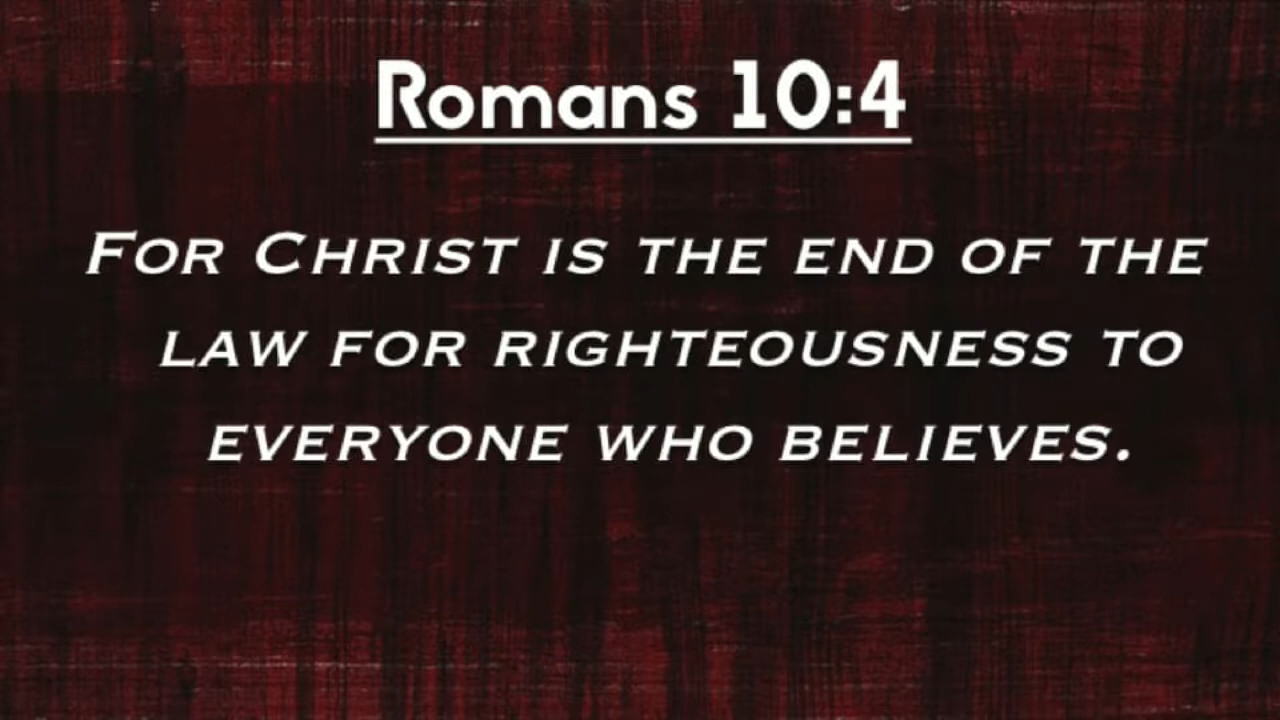 Romans 10:4
For Christ is the end of the
law for righteousness to
everyone who believes.